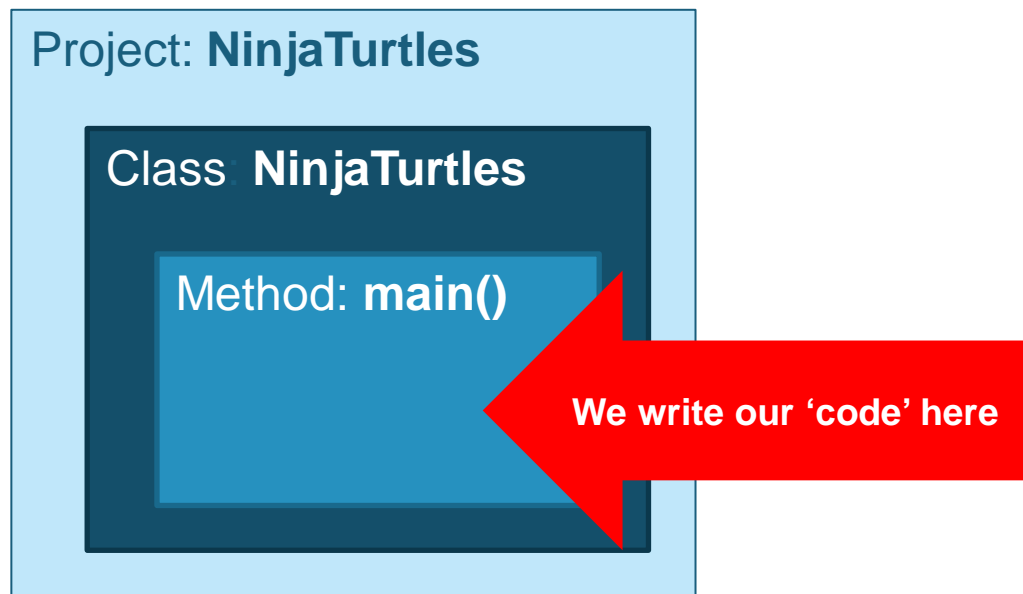 Project: NinjaTurtles
Class: NinjaTurtles
Method: main()
We write our ‘code’ here